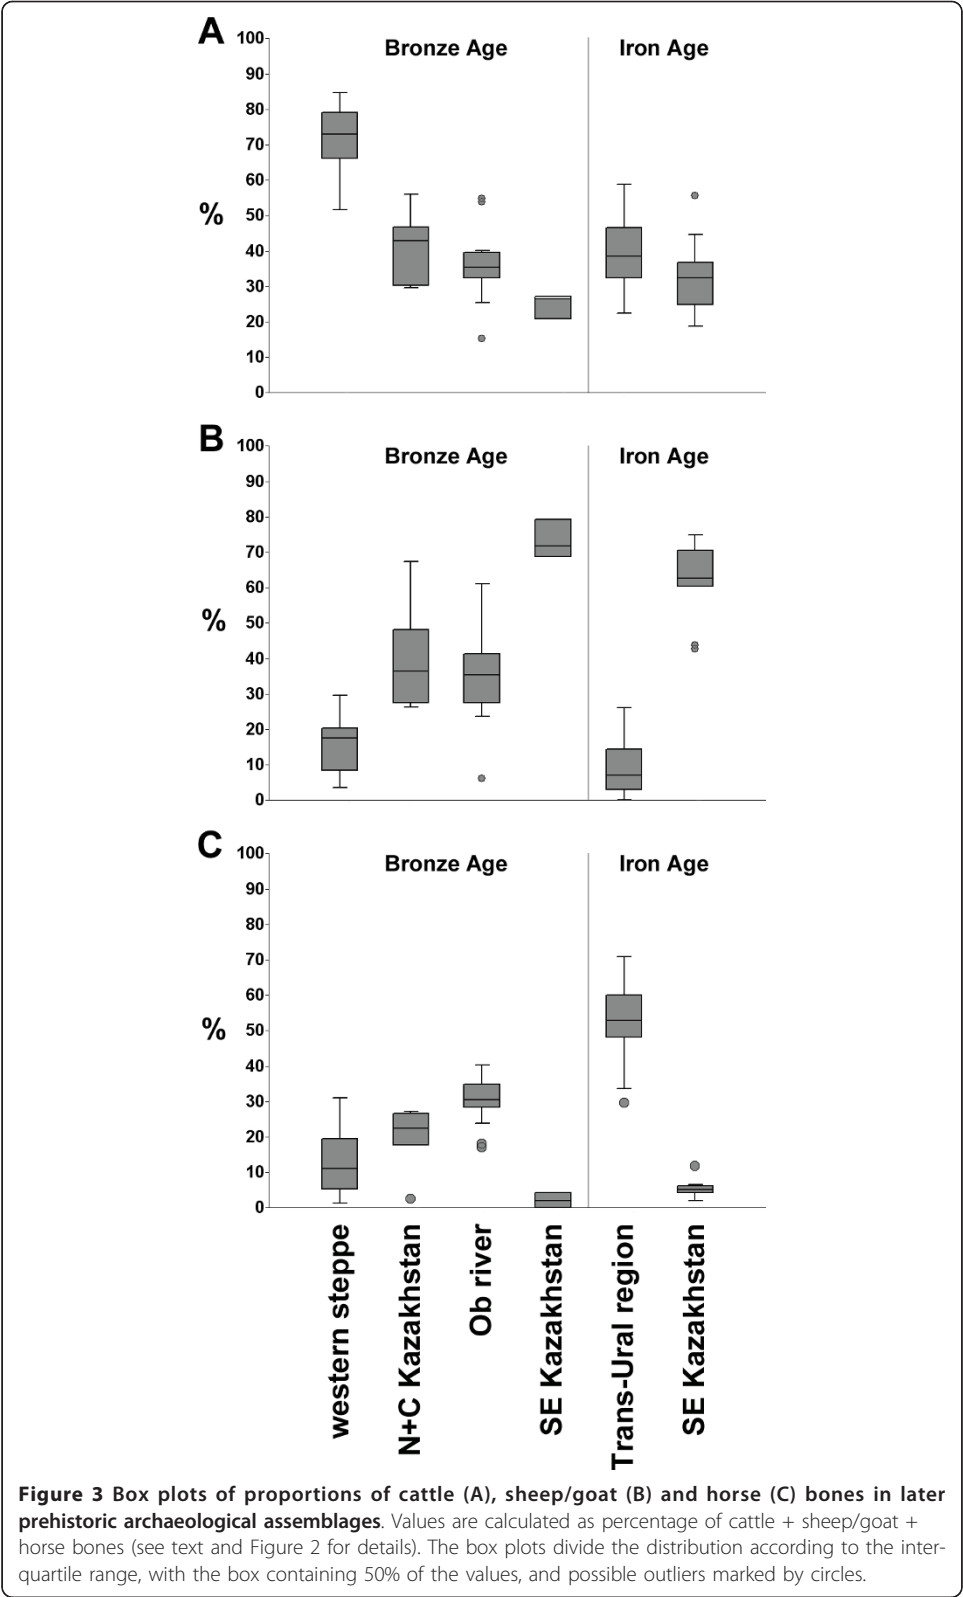 A
Bronze Age
Iron Age
100
90
80
70
60
50
40
30
20
10
0
%
B
Bronze Age
Iron Age
100
90
80
70
60
50
40
30
20
10
0
%
C
Bronze Age
Iron Age
100
90
80
70
60
50
40
30
20
10
0
%
western steppe
N+C Kazakhstan
Ob river
SE Kazakhstan
Trans-Ural region
SE Kazakhstan
Figure 3 Box plots of proportions of cattle (A), sheep/goat (B) and horse (C) bones in later
prehistoric archaeological assemblages. Values are calculated as percentage of cattle + sheep/goat +
horse bones (see text and Figure 2 for details). The box plots divide the distribution according to the inter-
quartile range, with the box containing 50% of the values, and possible outliers marked by circles.